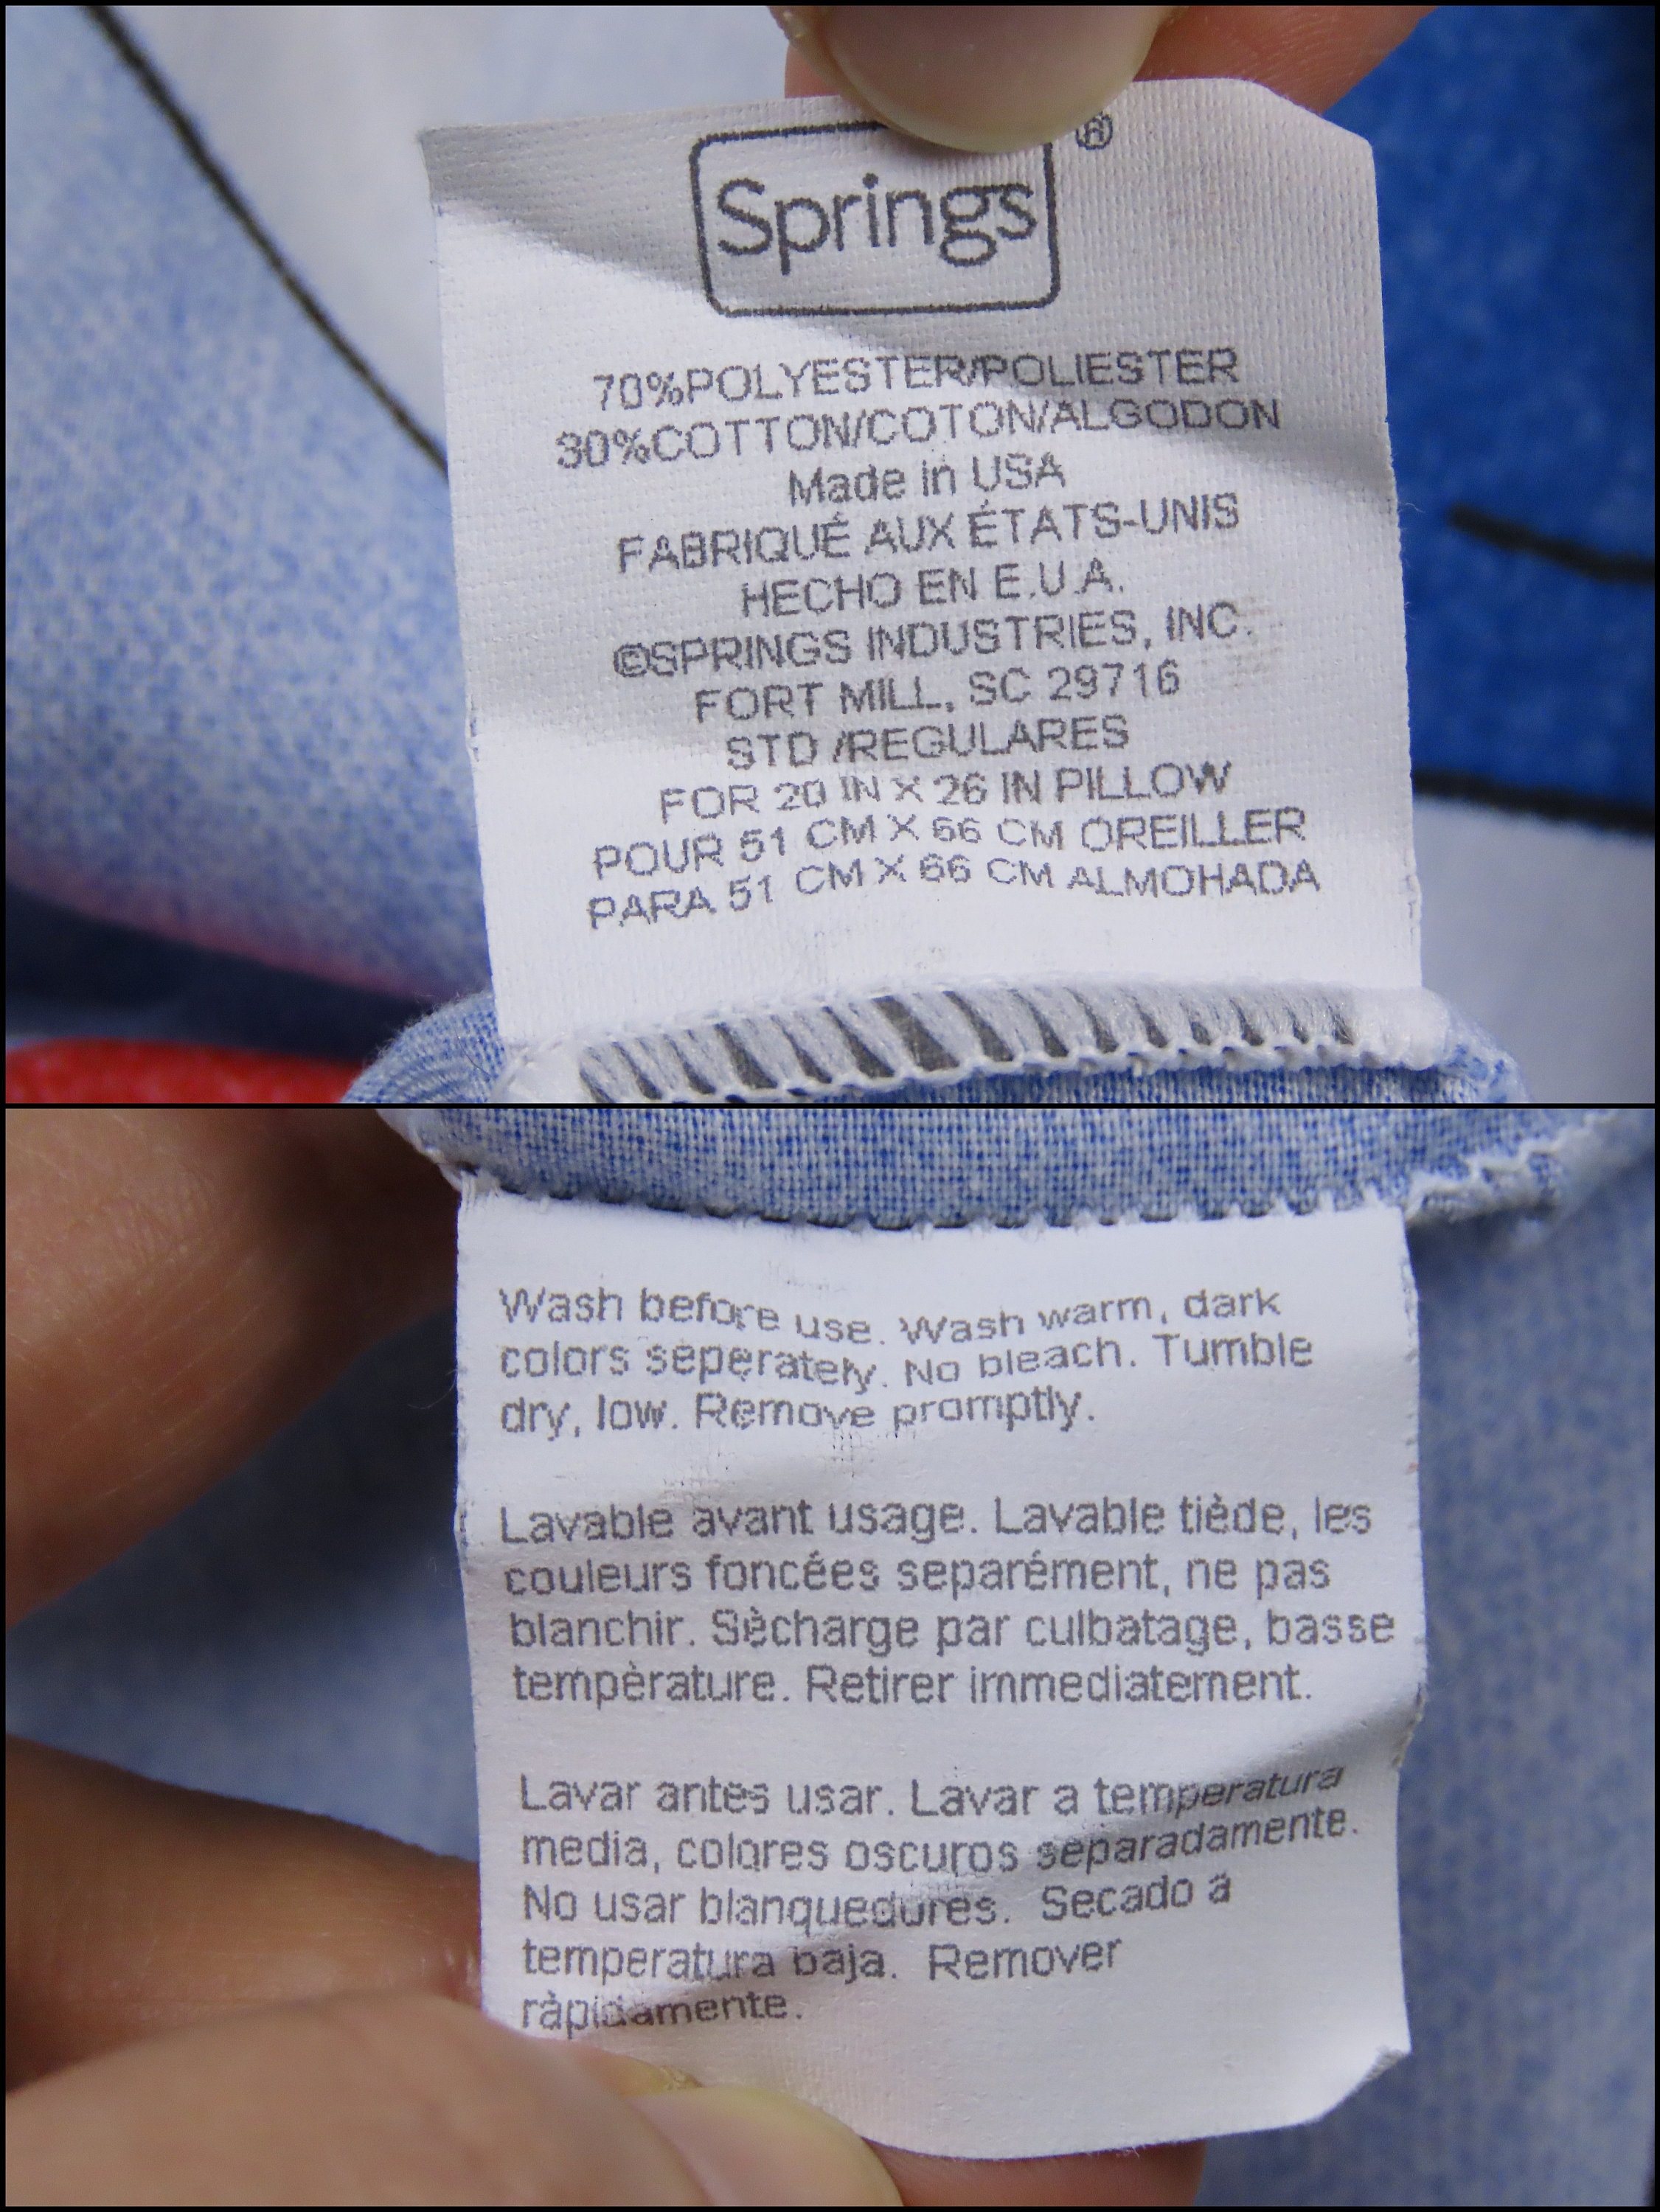 Springs®
70%POLYESTER/POLIESTER
30%COTTON/COTON/ALGODON
Made in USA
FABRIQUÉ AUX ÉTATS-UNIS
HECHO EN E.U.A.
©SPRINGS INDUSTRIES, INC.
FORT MILL, SC 29716
STD /REGULARES
FOR 20 IN X 26 IN PILLOW
POUR 51 CM X 66 CM OREILLER
PARA 51 CM X 66 CM ALMOHADA
Wash before use. Wash warm, dark
colors seperately. No bleach. Tumble
dry, low. Remove promptly.
Lavable avant usage. Lavable tiède, les
couleurs foncées separément, ne pas
blanchir. Sècharge par culbatage, basse
tempèrature. Retirer immediatement.
Lavar antes usar. Lavar a temperatura
media, colores oscuros separadamente.
No usar blanquedures. Secado a
temperatura baja. Remover
ràpidamente.